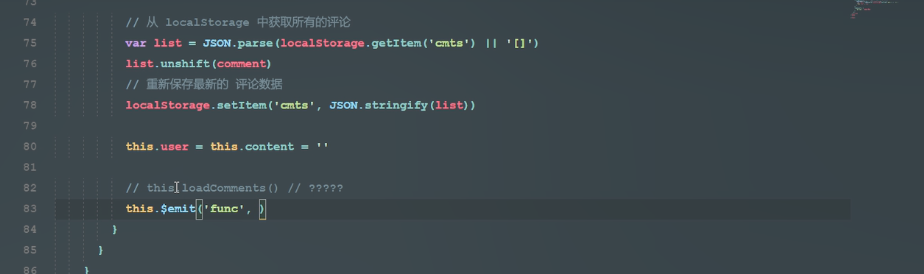 73
74 // 从 localStorage 中获取所有的评论
75 var list = JSON.parse(localStorage.getItem('cmts') || '[]')
76 list.unshift(comment)
77 // 重新保存最新的 评论数据
78 localStorage.setItem('cmts', JSON.stringify(list))
79
80 this.user = this.content = ''
81
82 // this.loadComments() // ?????
83 this.$emit('func', )
84 }
85 }
86 }